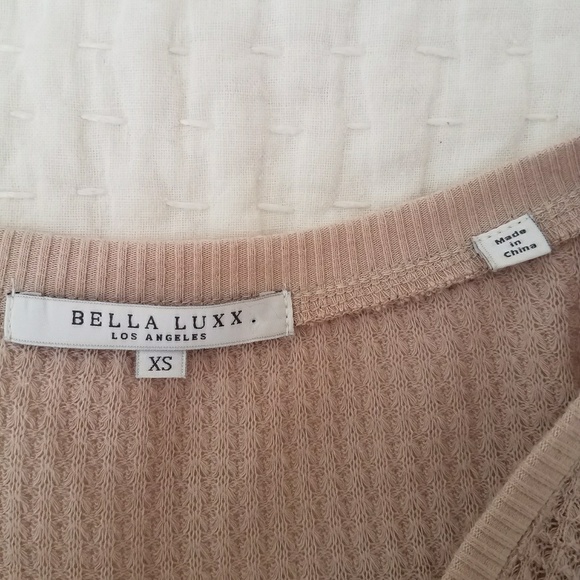 BELLA LUXX.
LOS ANGELES
XS
Made
in
China